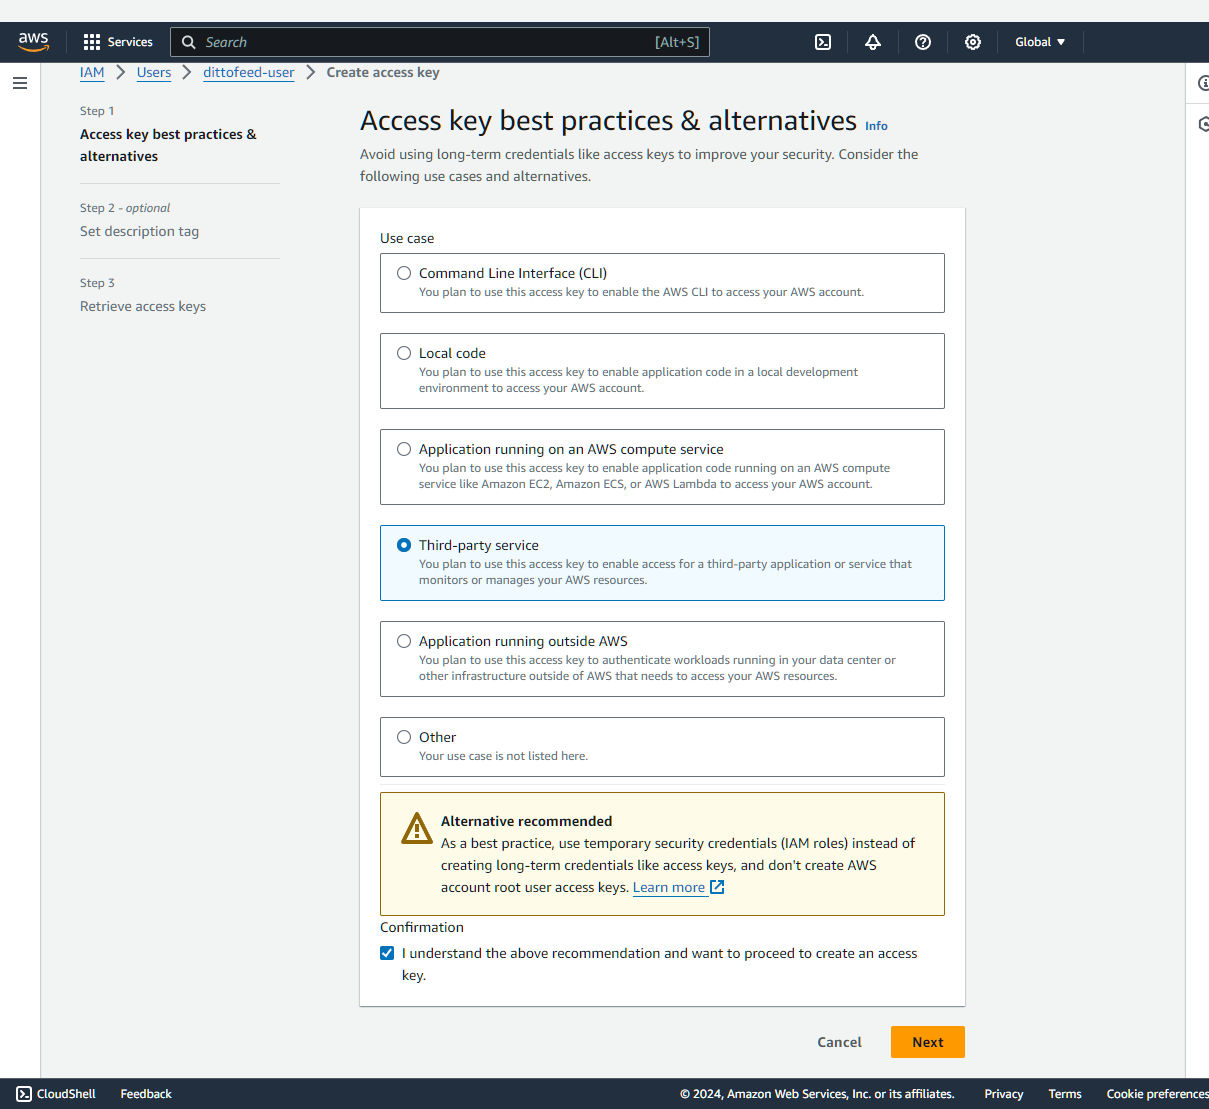 aws
Services
Search
[Alt+S]
Global
IAM
Users
dittofeed-user
Create access key
Step 1
Access key best practices &
alternatives
Step 2 - optional
Set description tag
Step 3
Retrieve access keys
Access key best practices & alternatives Info
Avoid using long-term credentials like access keys to improve your security. Consider the
following use cases and alternatives.
Use case
Command Line Interface (CLI)
You plan to use this access key to enable the AWS CLI to access your AWS account.
Local code
You plan to use this access key to enable application code in a local development
environment to access your AWS account.
Application running on an AWS compute service
You plan to use this access key to enable application code running on an AWS compute
service like Amazon EC2, Amazon ECS, or AWS Lambda to access your AWS account.
Third-party service
You plan to use this access key to enable access for a third-party application or service that
monitors or manages your AWS resources.
Application running outside AWS
You plan to use this access key to authenticate workloads running in your data center or
other infrastructure outside of AWS that needs to access your AWS resources.
Other
Your use case is not listed here.
Alternative recommended
As a best practice, use temporary security credentials (IAM roles) instead of
creating long-term credentials like access keys, and don't create AWS
account root user access keys. Learn more
Confirmation
I understand the above recommendation and want to proceed to create an access
key.
Cancel
Next
CloudShell
Feedback
© 2024, Amazon Web Services, Inc. or its affiliates.
Privacy
Terms
Cookie preferences